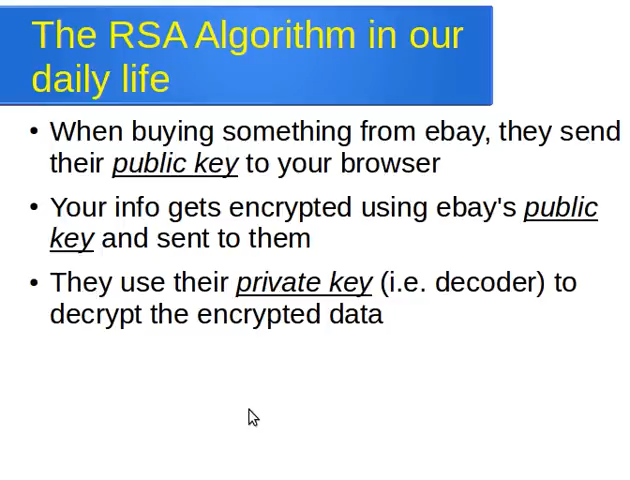 The RSA Algorithm in our
daily life
• When buying something from ebay, they send
their public key to your browser
• Your info gets encrypted using ebay's public
key and sent to them
• They use their private key (i.e. decoder) to
decrypt the encrypted data